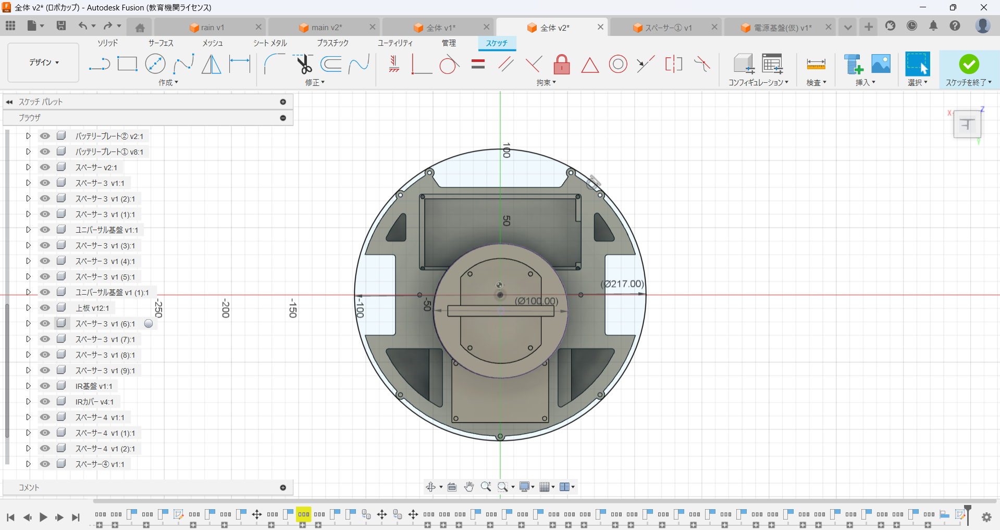 全体 v2* (ロボカップ) - Autodesk Fusion (教育機関ライセンス)
rain v1
main v2*
全体 v1*
全体 v2*
スペーサー① v1
電源基盤(仮) v1*
ソリッド
サーフェス
メッシュ
シート メタル
プラスチック
ユーティリティ
管理
スケッチ
デザイン
作成
修正
拘束
コンフィギュレーション
検査
挿入
選択
スケッチを終了
スケッチ パレット
ブラウザ
バッテリープレート② v2:1
バッテリープレート① v8:1
スペーサー v2:1
スペーサー３ v1:1
スペーサー３ v1 (2):1
スペーサー３ v1 (1):1
ユニバーサル基盤 v1:1
スペーサー３ v1 (3):1
スペーサー３ v1 (4):1
スペーサー３ v1 (5):1
ユニバーサル基盤 v1 (1):1
上板 v12:1
スペーサー３ v1 (6):1
スペーサー３ v1 (7):1
スペーサー３ v1 (8):1
スペーサー３ v1 (9):1
IR基盤 v1:1
IRカバー v4:1
スペーサー４ v1:1
スペーサー４ v1 (1):1
スペーサー４ v1 (2):1
スペーサー④ v1:1
コメント
100
50
(Ø217.00)
(Ø100.00)
-250
-200
-150
-100
-50
X
Z
Y
上